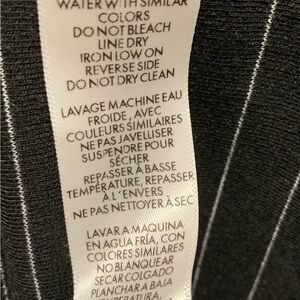 WATER WITH SIMILAR
COLORS
DO NOT BLEACH
LINE DRY
IRON LOW ON
REVERSE SIDE
DO NOT DRY CLEAN
LAVAGE MACHINE EAU
FROIDE, AVEC
COULEURS SIMILAIRES
NE PAS JAVELLISER
SUSPENDRE POUR
SÉCHER
REPASSER À BASSE
TEMPÉRATURE, REPASSER
À L'ENVERS
NE PAS NETTOYER À SEC
LAVAR A MAQUINA
EN AGUA FRÍA, CON
COLORES SIMILARES
NO BLANQUEAR
SECAR COLGADO
PLANCHAR A BAJA
TEMPERATURA,